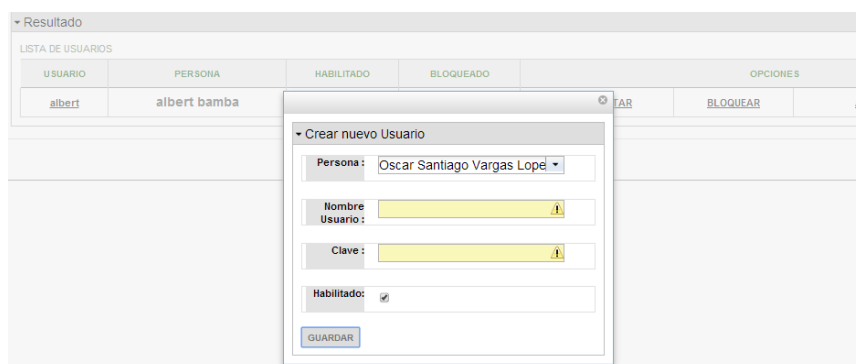 Resultado
LISTA DE USUARIOS
USUARIO PERSONA HABILITADO BLOQUEADO OPCIONES
albert albert bamba TAR BLOQUEAR
Crear nuevo Usuario
Persona : Oscar Santiago Vargas Lope
Nombre
Usuario :
Clave :
Habilitado:
GUARDAR